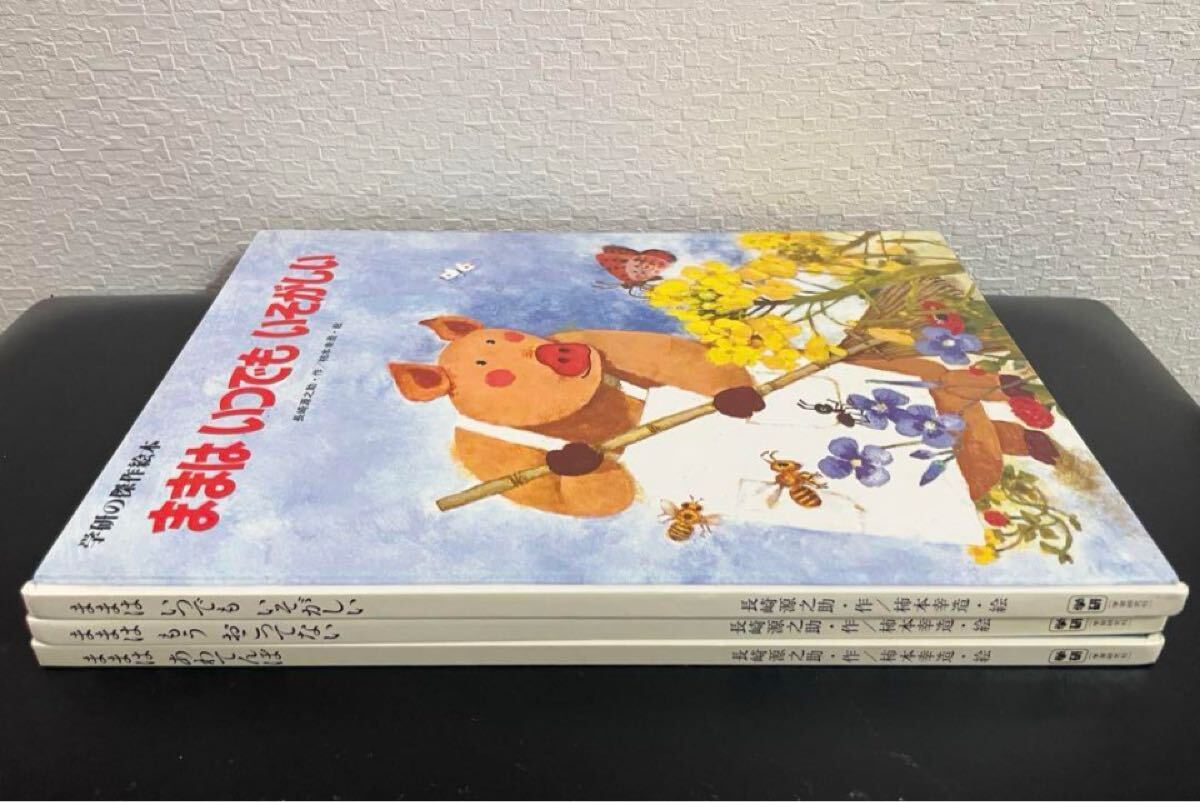 学研の傑作絵本
ままは いつでも いそがしい
長崎源之助・作／柿本幸造・絵
ままは いつでも いそがしい 長崎源之助・作／柿本幸造・絵 学研
ままは もう おこってない 長崎源之助・作／柿本幸造・絵 学研
ままは あわてんぼ 長崎源之助・作／柿本幸造・絵 学研